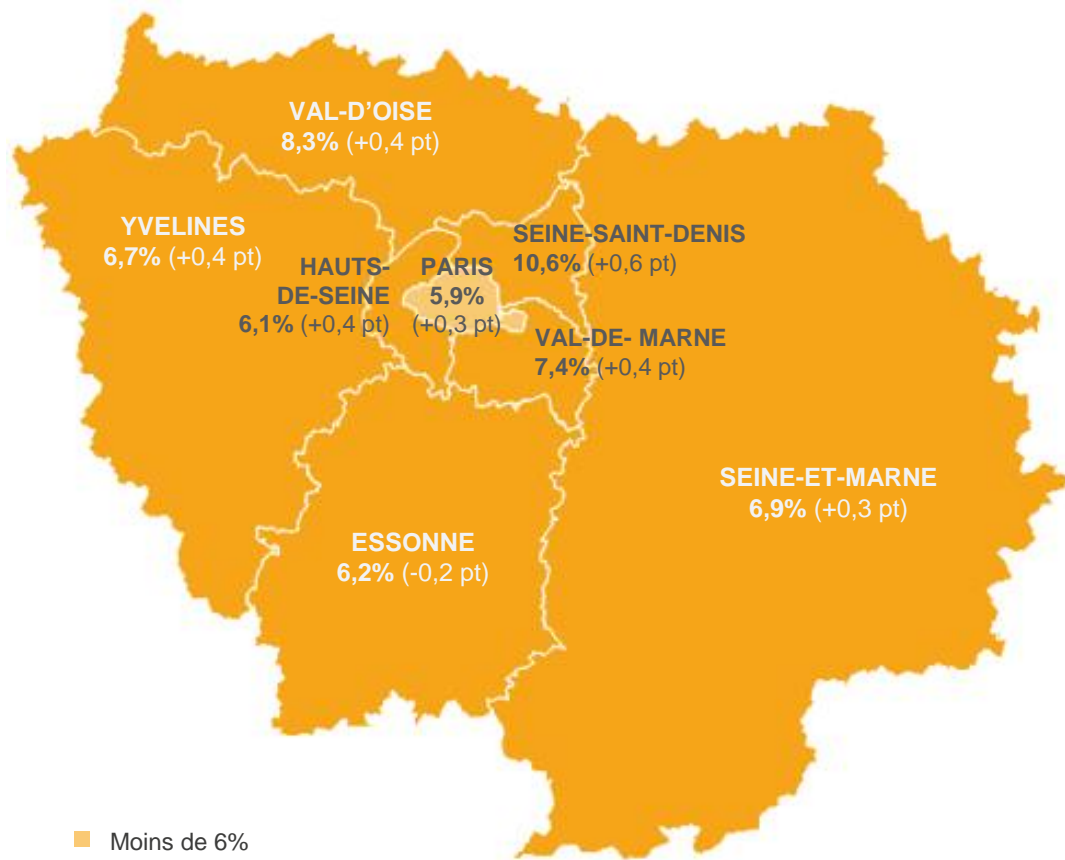 VAL-D'OISE
8,3% (+0,4 pt)
YVELINES
6,7% (+0,4 pt)
HAUTS-
DE-SEINE
6,1% (+0,4 pt)
PARIS
5,9%
(+0,3 pt)
SEINE-SAINT-DENIS
10,6% (+0,6 pt)
VAL-DE- MARNE
7,4% (+0,4 pt)
SEINE-ET-MARNE
6,9% (+0,3 pt)
ESSONNE
6,2% (-0,2 pt)
Moins de 6%